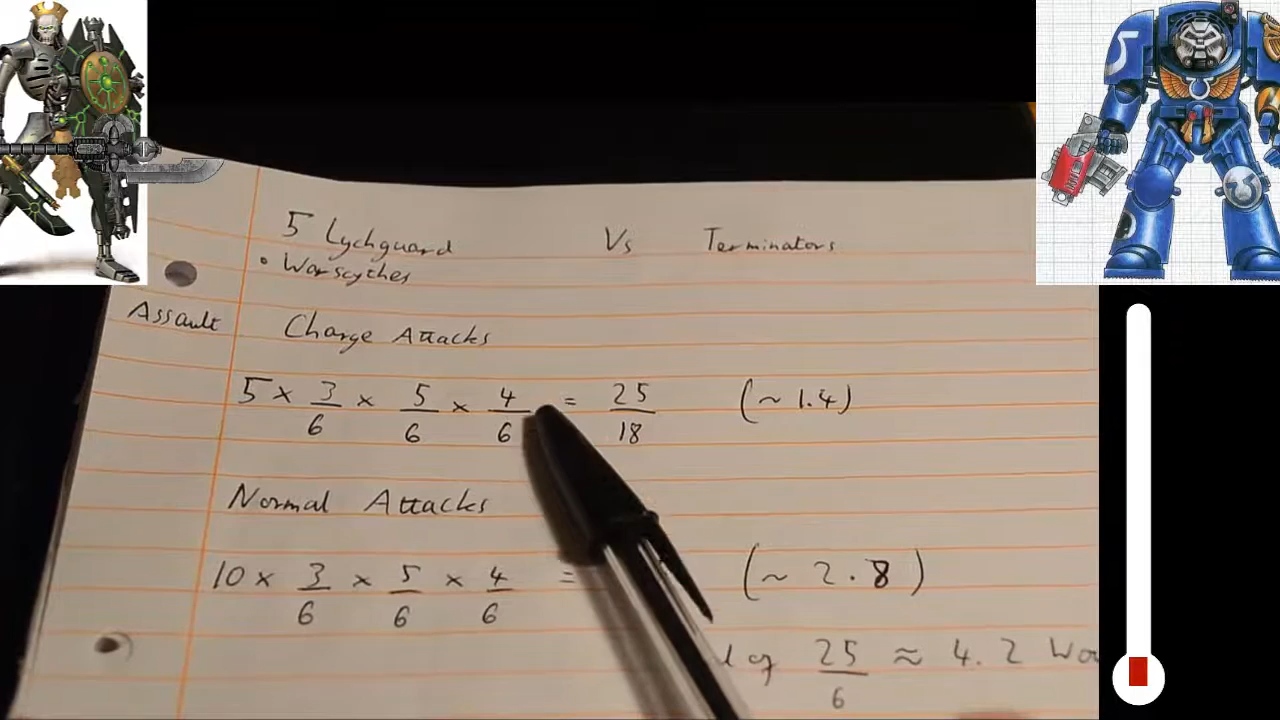 5 Lychguard Vs Terminators
• Warscythes
Assault Charge Attacks
5 × 3/6 × 5/6 × 4/6 = 25/18 (~ 1.4)
Normal Attacks
10 × 3/6 × 5/6 × 4/6 = (~ 2.8)
of 25/6 ≈ 4.2